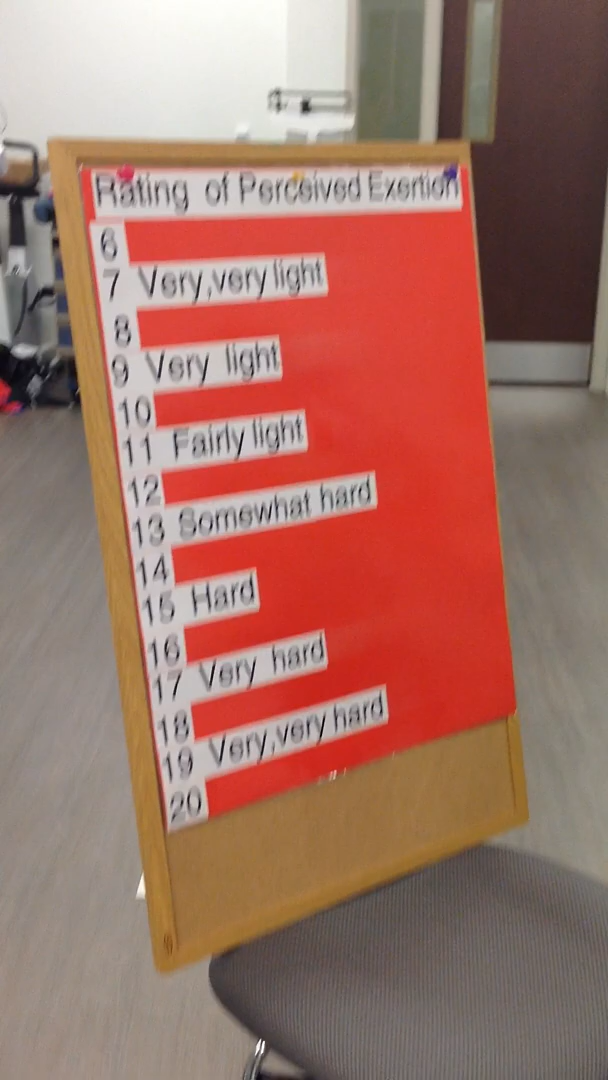 Rating of Perceived Exertion
6
7 Very,very light
8
9 Very light
10
11 Fairly light
12
13 Somewhat hard
14
15 Hard
16
17 Very hard
18
19 Very,very hard
20